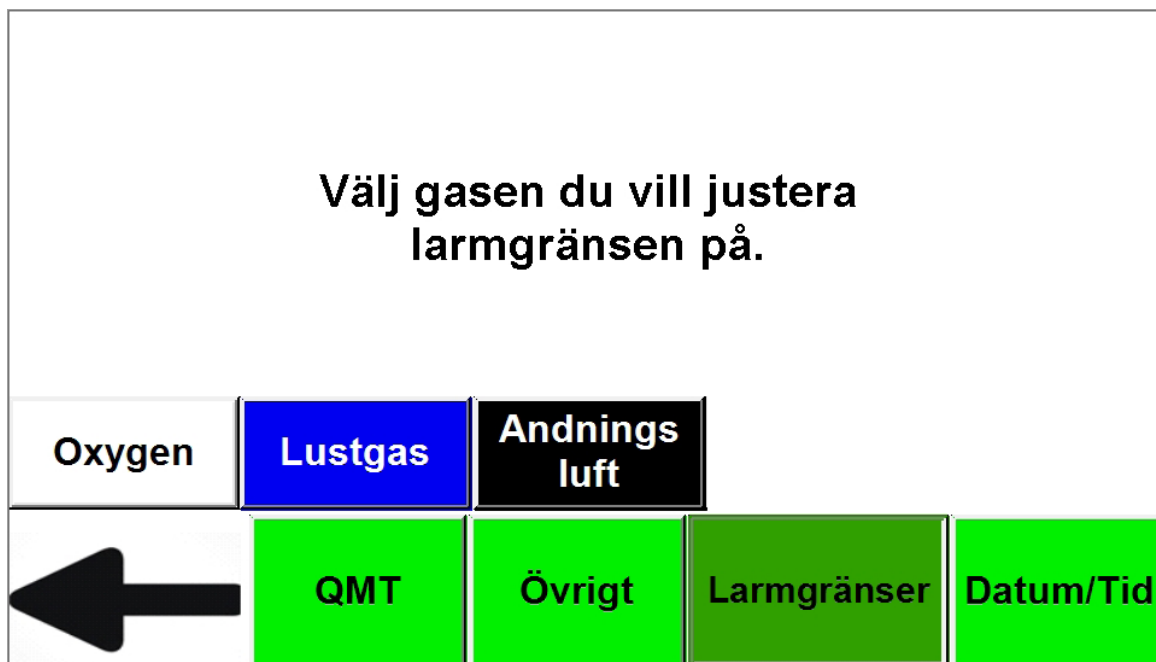 Välj gasen du vill justera
larmgränsen på.
Oxygen
Lustgas
Andnings
luft
QMT
Övrigt
Larmgränser
Datum/Tid